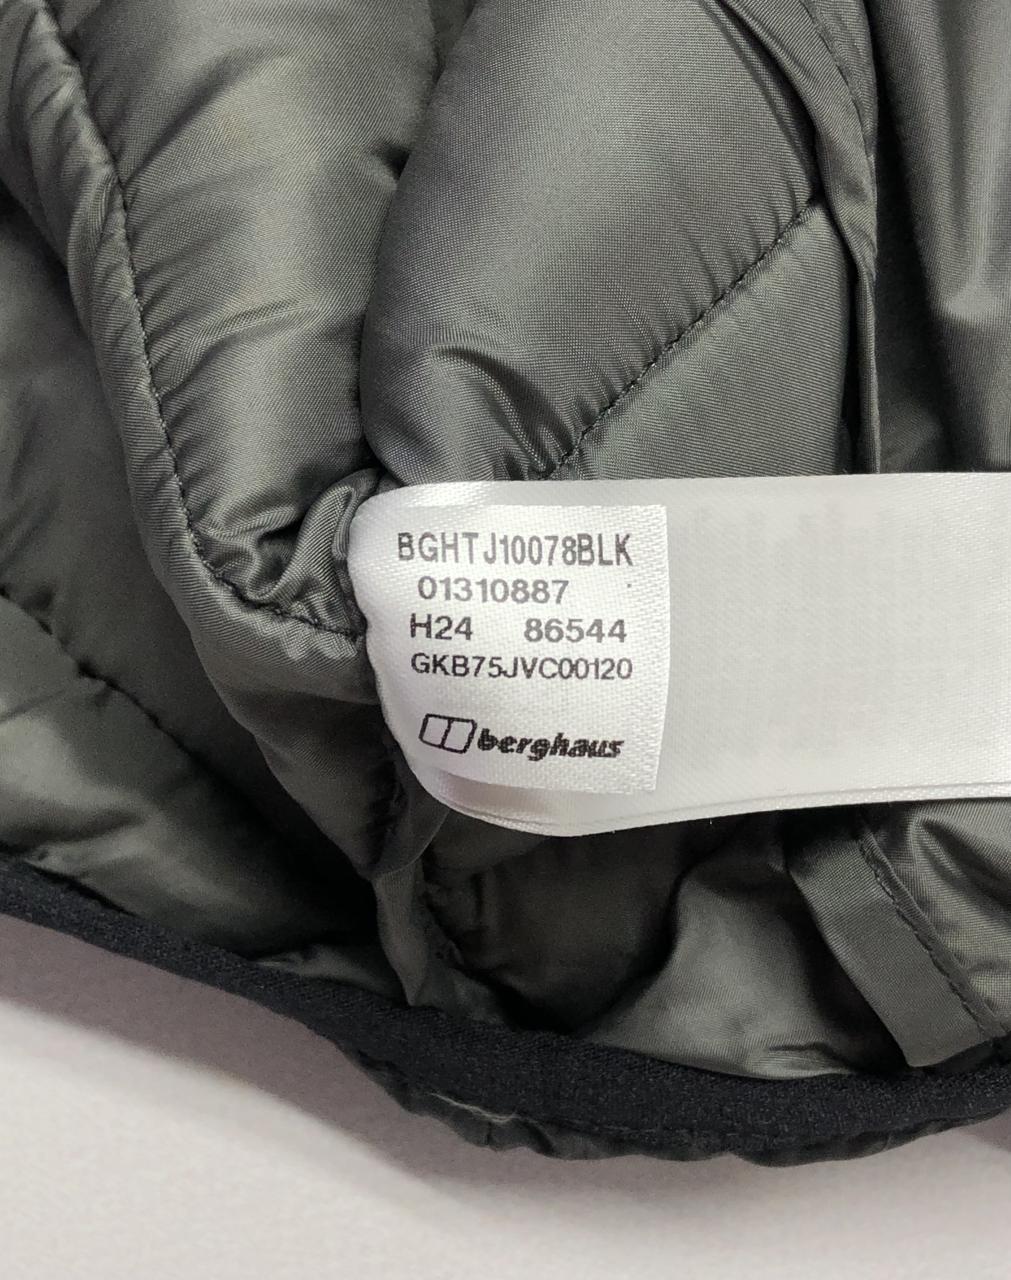 BGHTJ10078BLK
01310887
H24 86544
GKB75JVC00120
berghaus